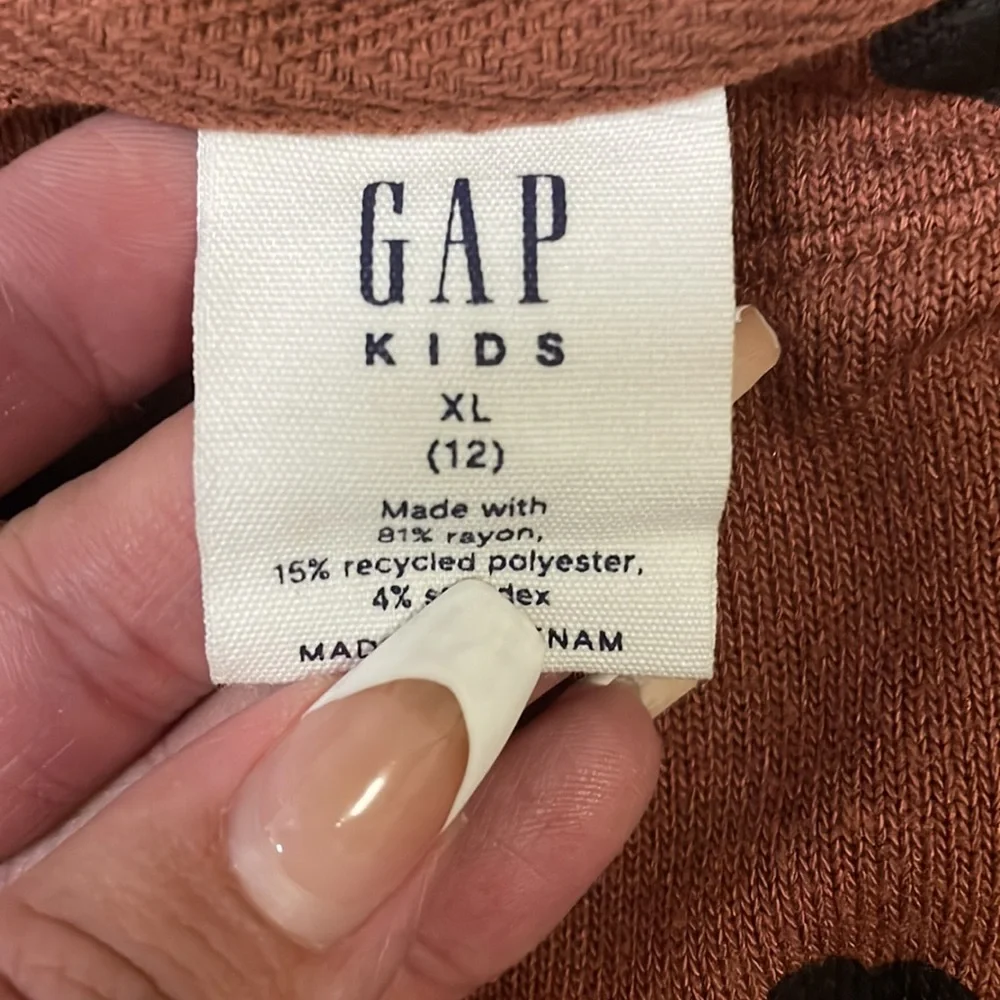 GAP
KIDS
XL
(12)
Made with
81% rayon,
15% recycled polyester,
4%